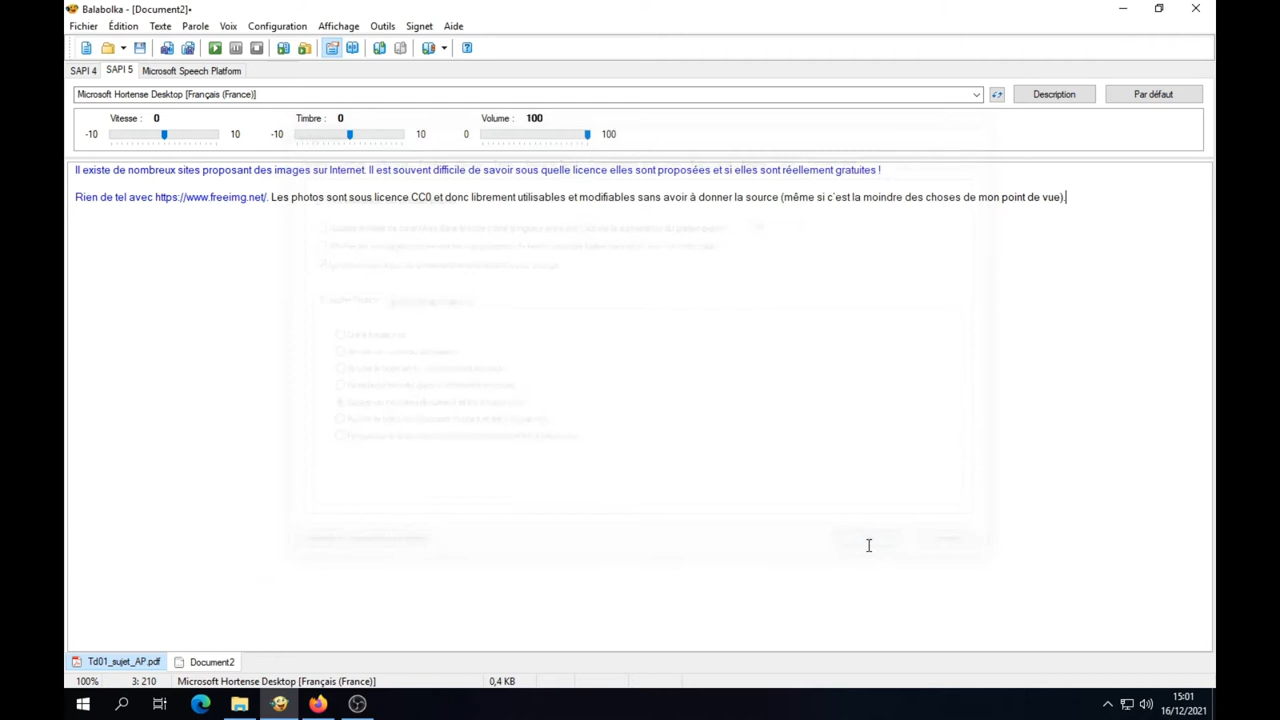 Balabolka - [Document2]•
Fichier Édition Texte Parole Voix Configuration Affichage Outils Signet Aide
SAPI 4 SAPI 5 Microsoft Speech Platform
Microsoft Hortense Desktop [Français (France)] Description Par défaut
Vitesse : 0 Timbre : 0 Volume : 100
-10 10 -10 10 0 100
Il existe de nombreux sites proposant des images sur Internet. Il est souvent difficile de savoir sous quelle licence elles sont proposées et si elles sont réellement gratuites !
Rien de tel avec https://www.freeimg.net/. Les photos sont sous licence CC0 et donc librement utilisables et modifiables sans avoir à donner la source (même si c'est la moindre des choses de mon point de vue).
Td01_sujet_AP.pdf Document2
100% 3: 210 Microsoft Hortense Desktop [Français (France)] 0,4 KB
15:01
16/12/2021